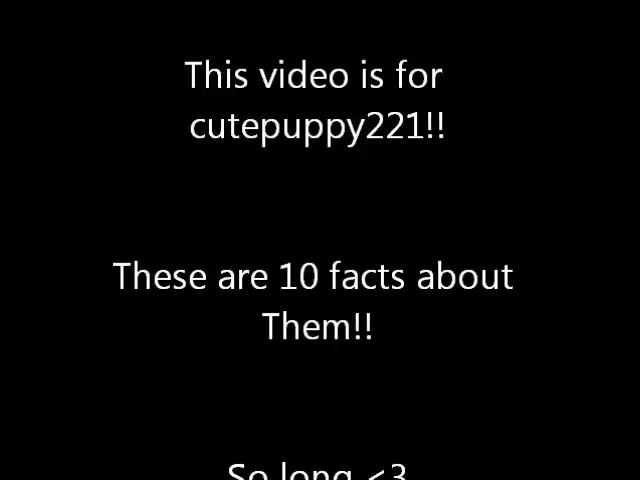 This video is for
cutepuppy221!!
These are 10 facts about
Them!!
So long <3